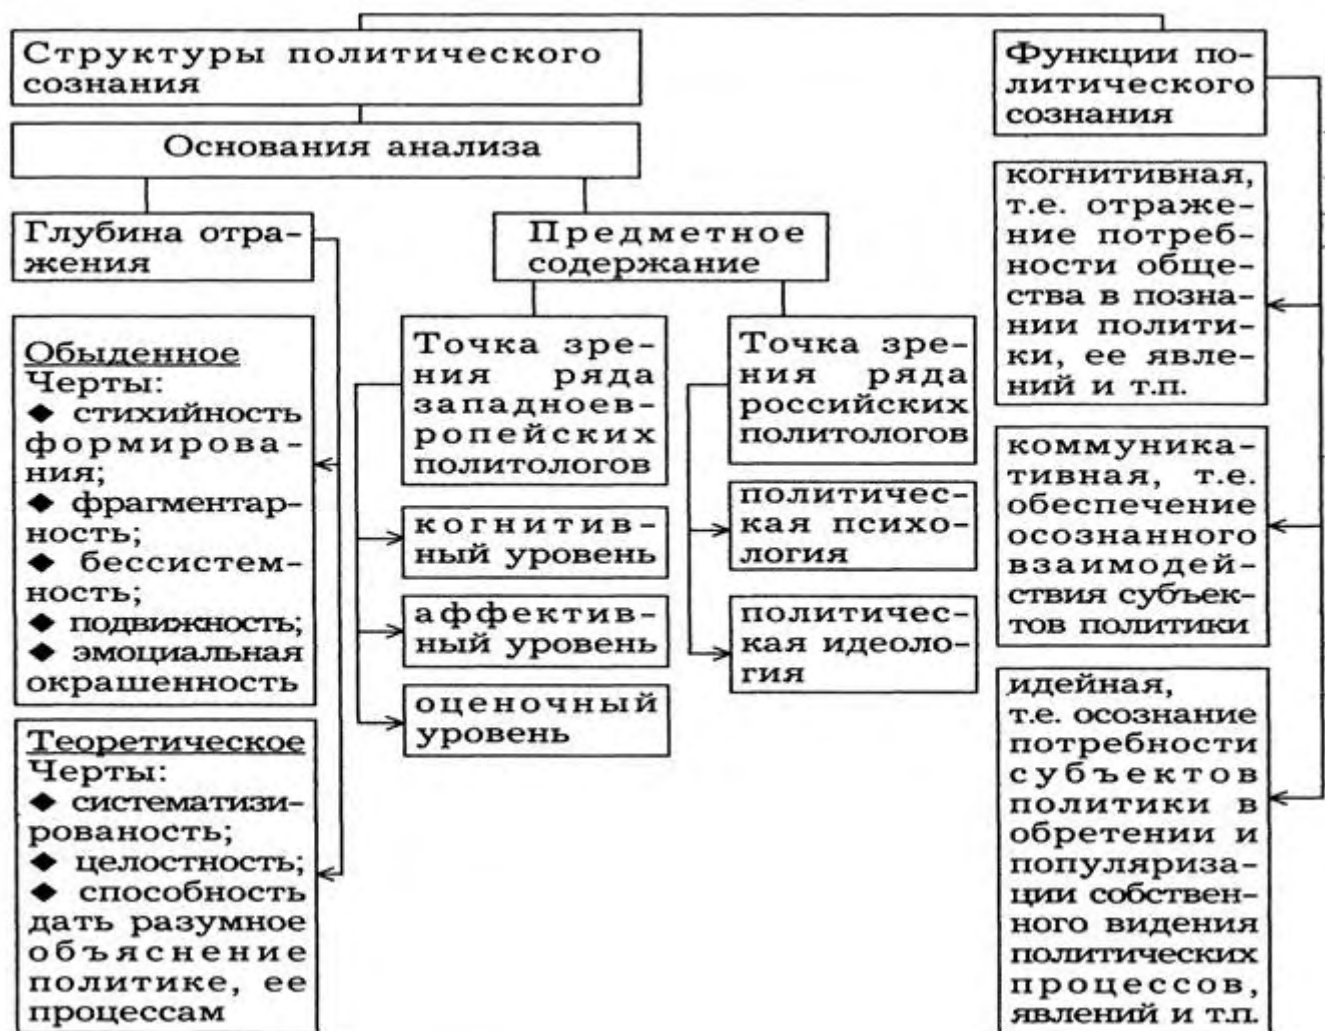 Структуры политического
сознания
Основания анализа
Глубина отра-
жения
Обыденное
Черты:
◆ стихийность
формирова-
ния;
◆ фрагментар-
ность;
◆ бессистем-
ность;
◆ подвижность;
◆ эмоциальная
окрашенность
Теоретическое
Черты:
◆ систематизи-
рованость;
◆ целостность;
◆ способность
дать разумное
объяснение
политике, ее
процессам
Предметное
содержание
Точка зре-
ния ряда
западноев-
ропейских
политологов
когнитив-
ный уровень
аффектив-
ный уровень
оценочный
уровень
Точка зре-
ния ряда
российских
политологов
политичес-
кая психо-
логия
политичес-
кая идеоло-
гия
Функции по-
литического
сознания
когнитивная,
т.е. отраже-
ние потреб-
ности обще-
ства в позна-
нии полити-
ки, ее явле-
ний и т.п.
коммуника-
тивная, т.е.
обеспечение
осознанного
взаимодей-
ствия субъек-
тов политики
идейная,
т.е. осознание
потребности
субъектов
политики в
обретении и
популяриза-
ции собствен-
ного видения
политических
процессов,
явлений и т.п.